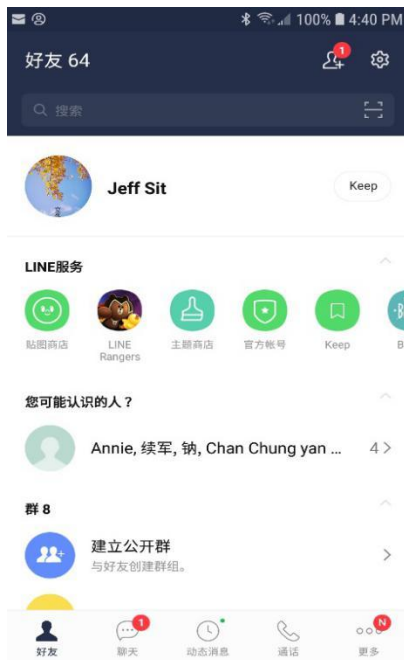 100% 4:40 PM
好友 64
1
搜索
Jeff Sit
Keep
LINE服务
贴图商店
LINE Rangers
主题商店
官方帐号
Keep
B
您可能认识的人？
Annie, 续军, 钠, Chan Chung yan ... 4
群 8
建立公开群
与好友创建群组。
1
N
好友
聊天
动态消息
通话
更多